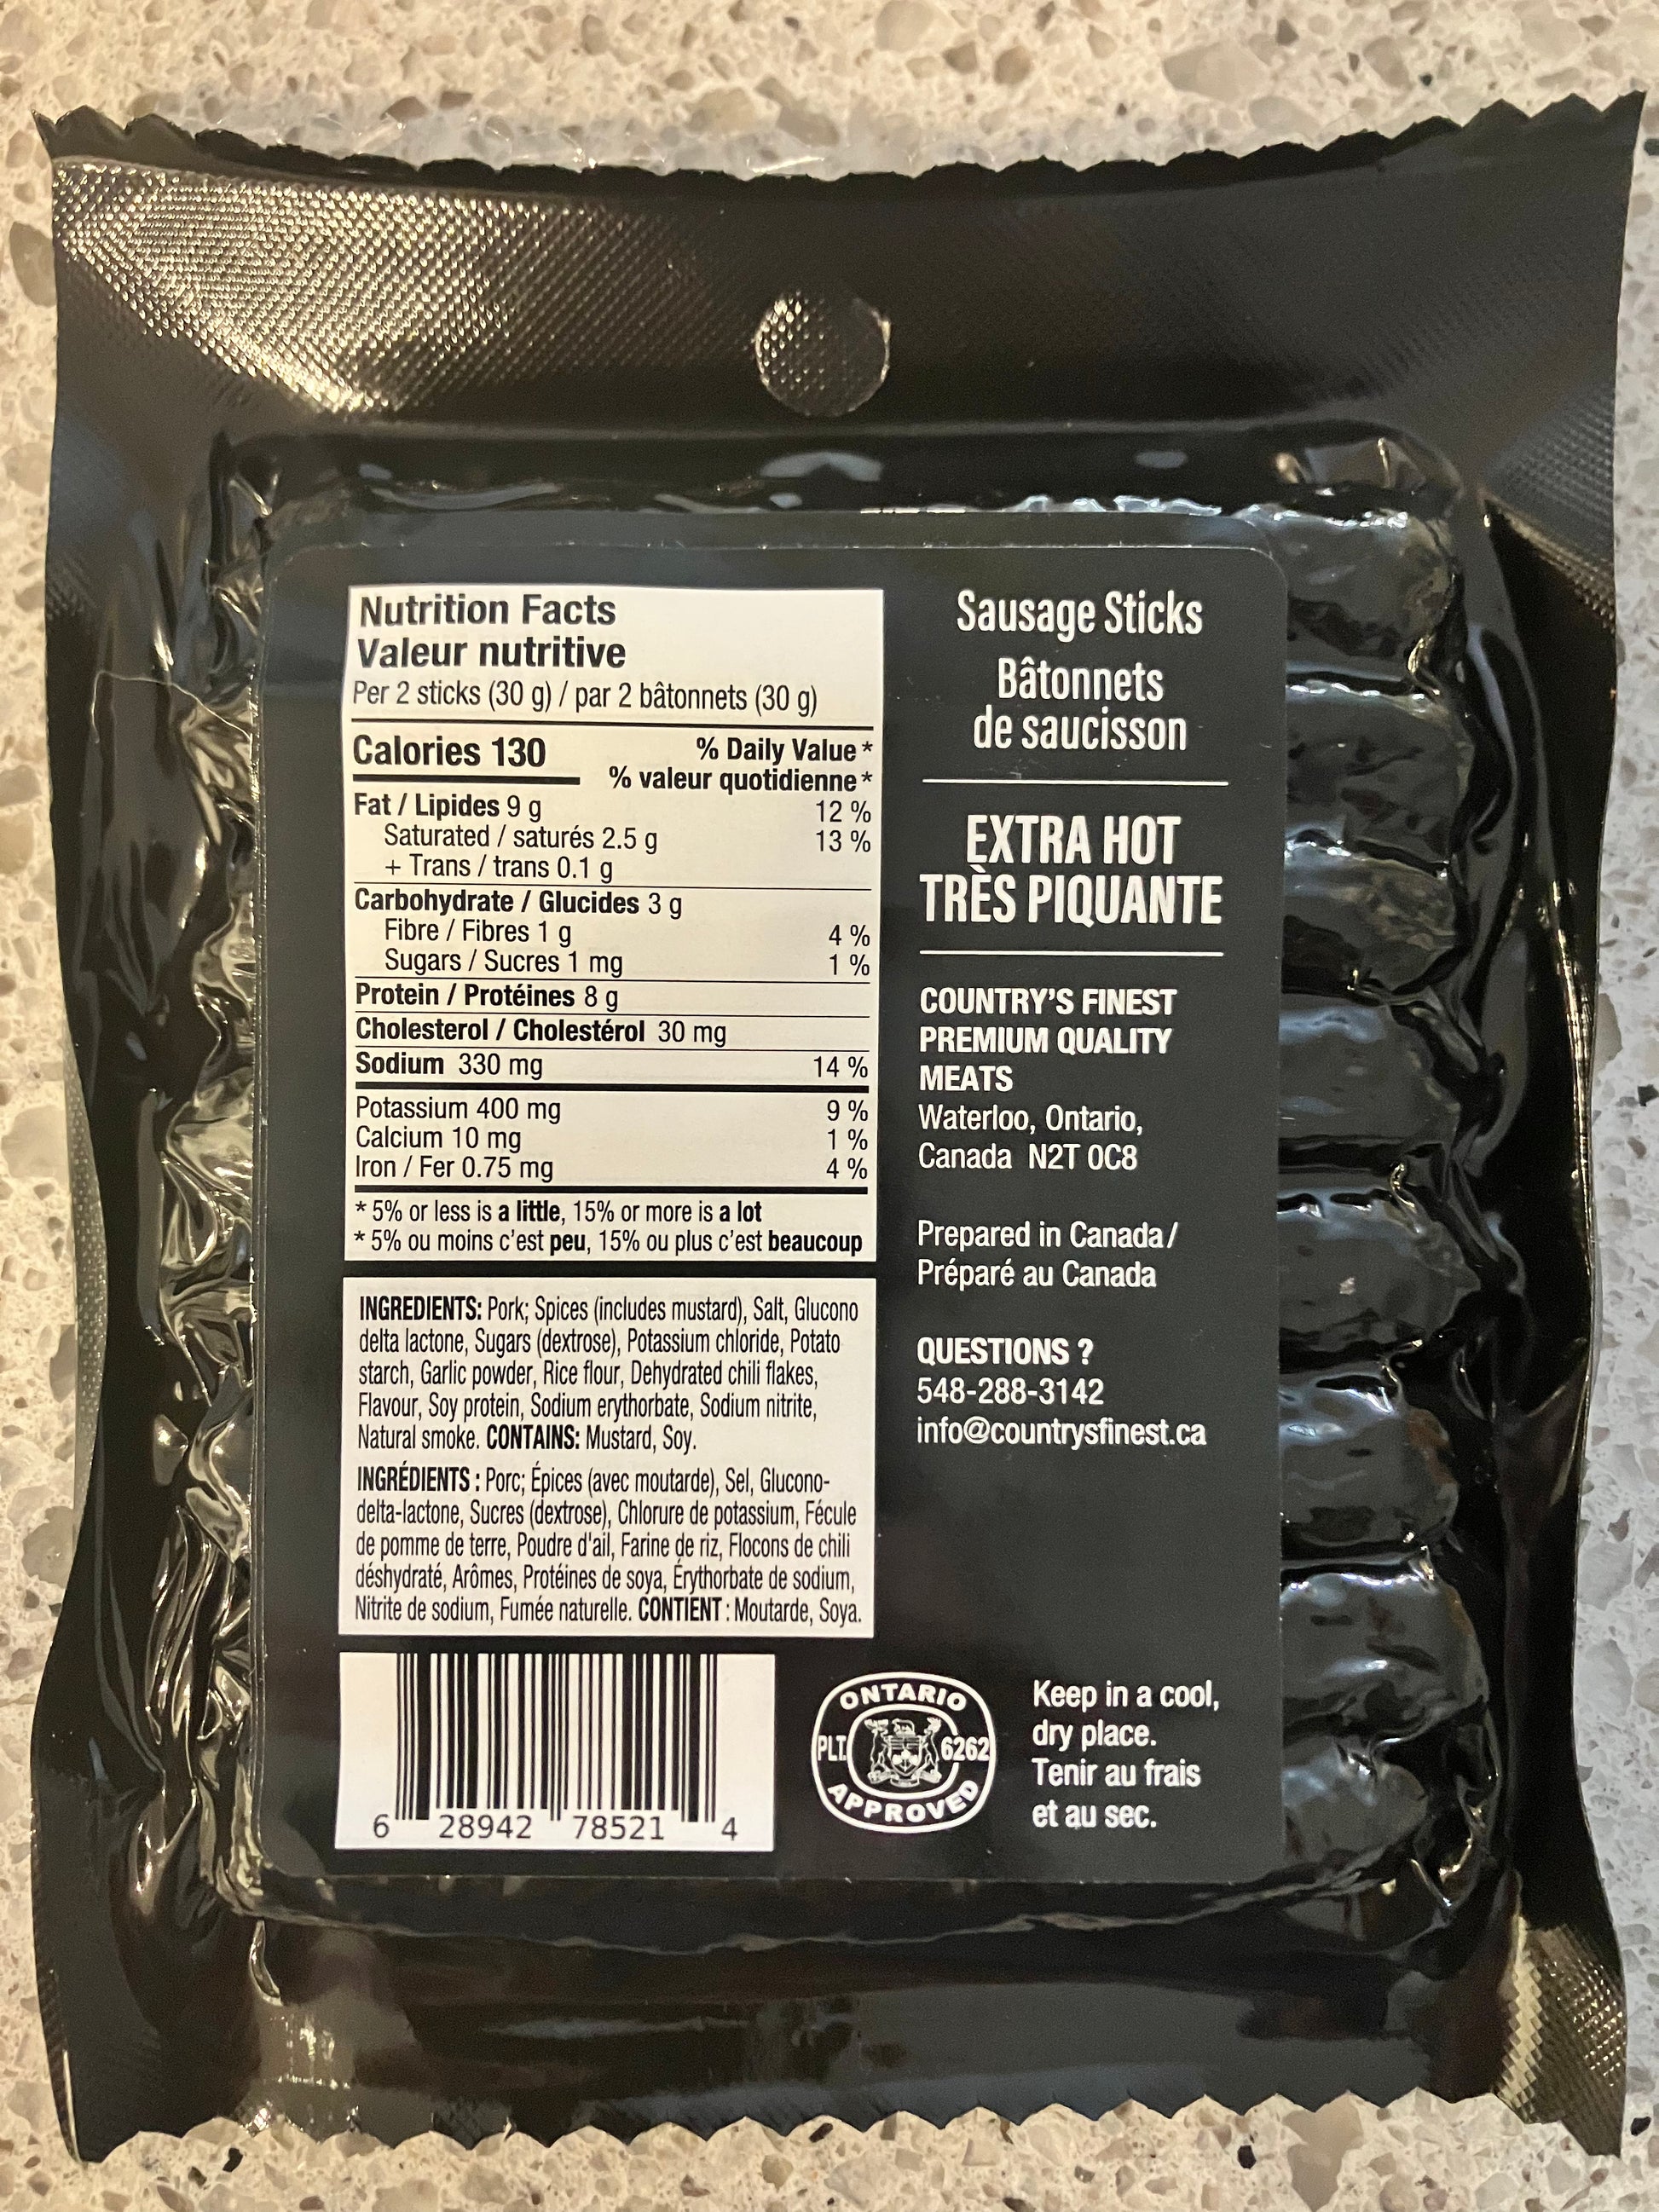 Nutrition Facts
Valeur nutritive
Per 2 sticks (30 g) / par 2 bâtonnets (30 g)
Calories 130
% Daily Value *
% valeur quotidienne *
Fat / Lipides 9 g 12 %
Saturated / saturés 2.5 g 13 %
+ Trans / trans 0.1 g
Carbohydrate / Glucides 3 g
Fibre / Fibres 1 g 4 %
Sugars / Sucres 1 mg 1 %
Protein / Protéines 8 g
Cholesterol / Cholestérol 30 mg
Sodium 330 mg 14 %
Potassium 400 mg 9 %
Calcium 10 mg 1 %
Iron / Fer 0.75 mg 4 %
* 5% or less is a little, 15% or more is a lot
* 5% ou moins c'est peu, 15% ou plus c'est beaucoup
INGREDIENTS: Pork; Spices (includes mustard), Salt, Glucono
delta lactone, Sugars (dextrose), Potassium chloride, Potato
starch, Garlic powder, Rice flour, Dehydrated chili flakes,
Flavour, Soy protein, Sodium erythorbate, Sodium nitrite,
Natural smoke. CONTAINS: Mustard, Soy.
INGRÉDIENTS : Porc; Épices (avec moutarde), Sel, Glucono-
delta-lactone, Sucres (dextrose), Chlorure de potassium, Fécule
de pomme de terre, Poudre d'ail, Farine de riz, Flocons de chili
déshydraté, Arômes, Protéines de soya, Érythorbate de sodium,
Nitrite de sodium, Fumée naturelle. CONTIENT : Moutarde, Soya.
6 28942 78521 4
Sausage Sticks
Bâtonnets
de saucisson
EXTRA HOT
TRÈS PIQUANTE
COUNTRY'S FINEST
PREMIUM QUALITY
MEATS
Waterloo, Ontario,
Canada N2T 0C8
Prepared in Canada /
Préparé au Canada
QUESTIONS ?
548-288-3142
info@countrysfinest.ca
ONTARIO
PLT. 6262
APPROVED
Keep in a cool,
dry place.
Tenir au frais
et au sec.